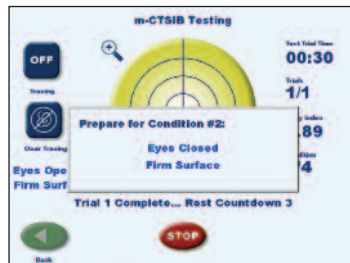 m-CTSIB Testing
OFF
Tracing
Clear Tracing
Test Trial Time
00:30
Trials
1/1
Index
.89
/4
Prepare for Condition #2:
Eyes Closed
Firm Surface
Eyes Ope
Firm Surf
Trial 1 Complete... Rest Countdown 3
Back
STOP